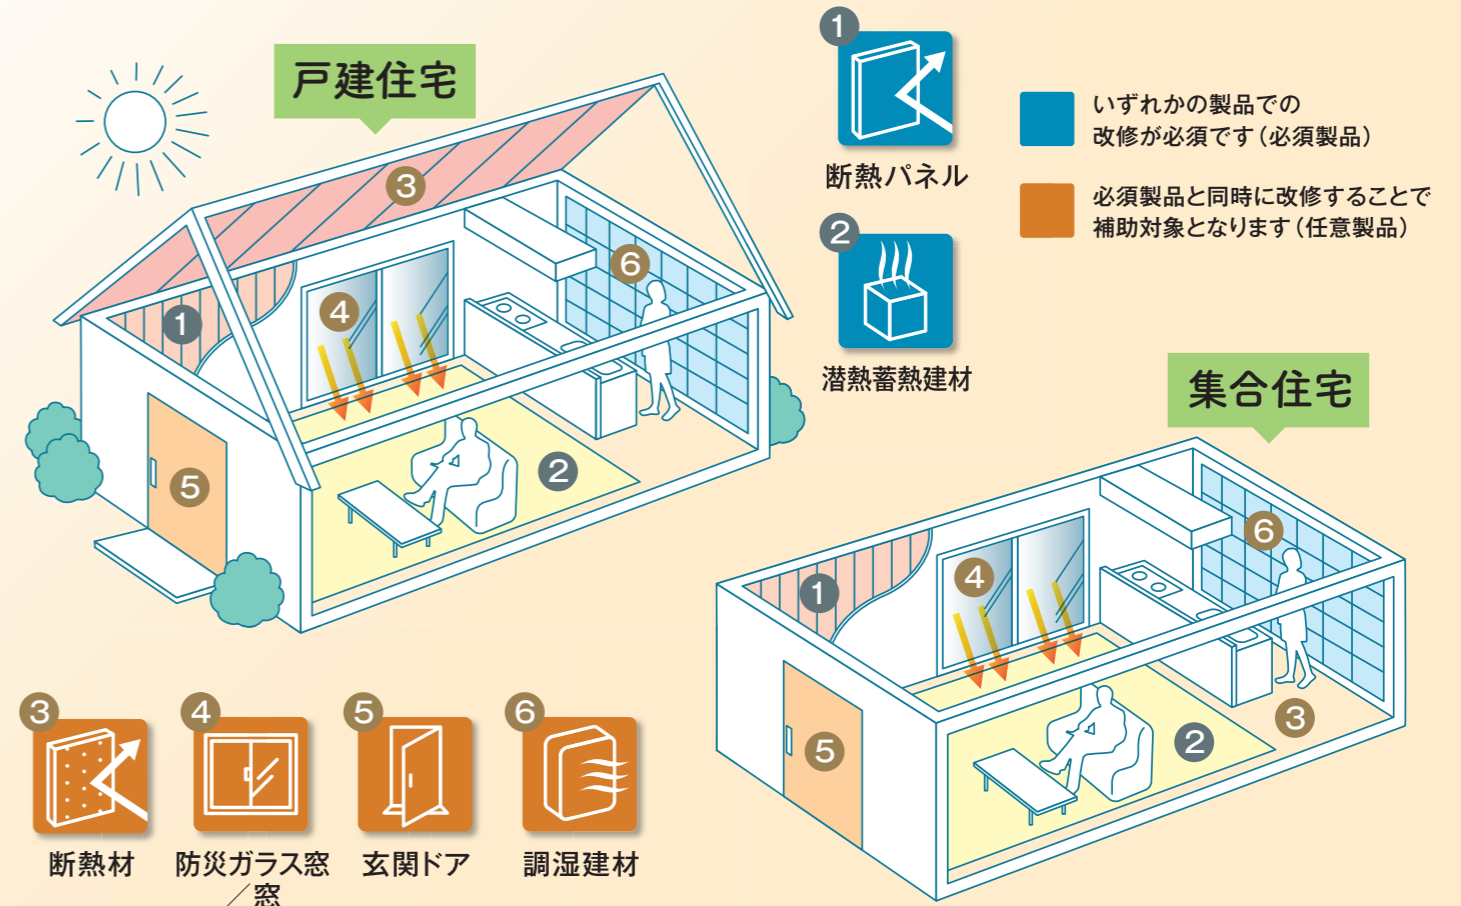 戸建住宅
③
①
④
⑥
⑤
②
①
断熱パネル
②
潜熱蓄熱建材
いずれかの製品での
改修が必須です（必須製品）
必須製品と同時に改修することで
補助対象となります（任意製品）
集合住宅
①
④
⑥
⑤
②
③
③
断熱材
④
防災ガラス窓
／窓
⑤
玄関ドア
⑥
調湿建材